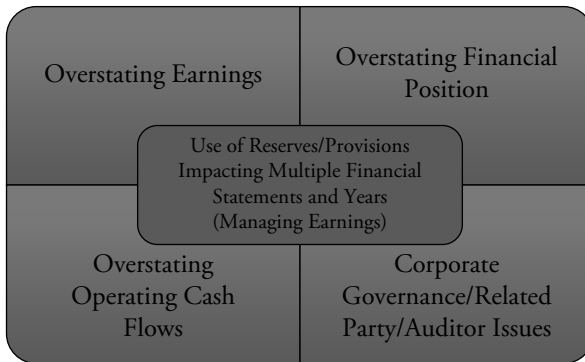 Overstating Earnings
Overstating Financial
Position
Use of Reserves/Provisions
Impacting Multiple Financial
Statements and Years
(Managing Earnings)
Overstating
Operating Cash
Flows
Corporate
Governance/Related
Party/Auditor Issues